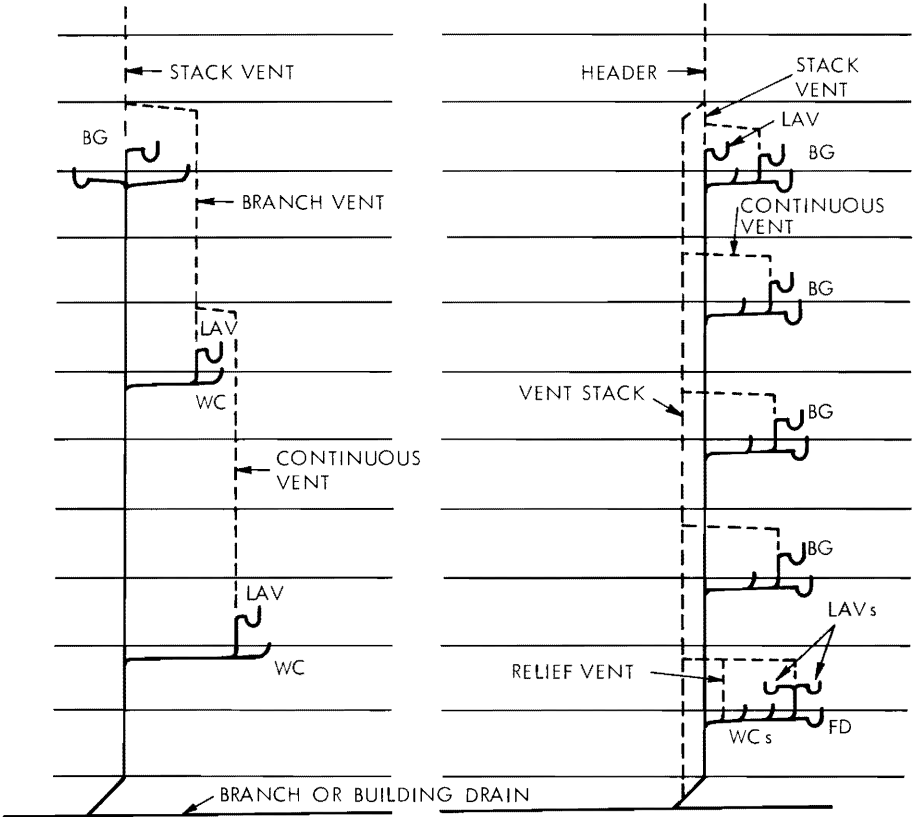 STACK VENT
BG
BRANCH VENT
LAV
WC
CONTINUOUS
VENT
LAV
WC
BRANCH OR BUILDING DRAIN
HEADER
STACK
VENT
LAV
BG
CONTINUOUS
VENT
BG
VENT STACK
BG
BG
LAVs
RELIEF VENT
WCs
FD